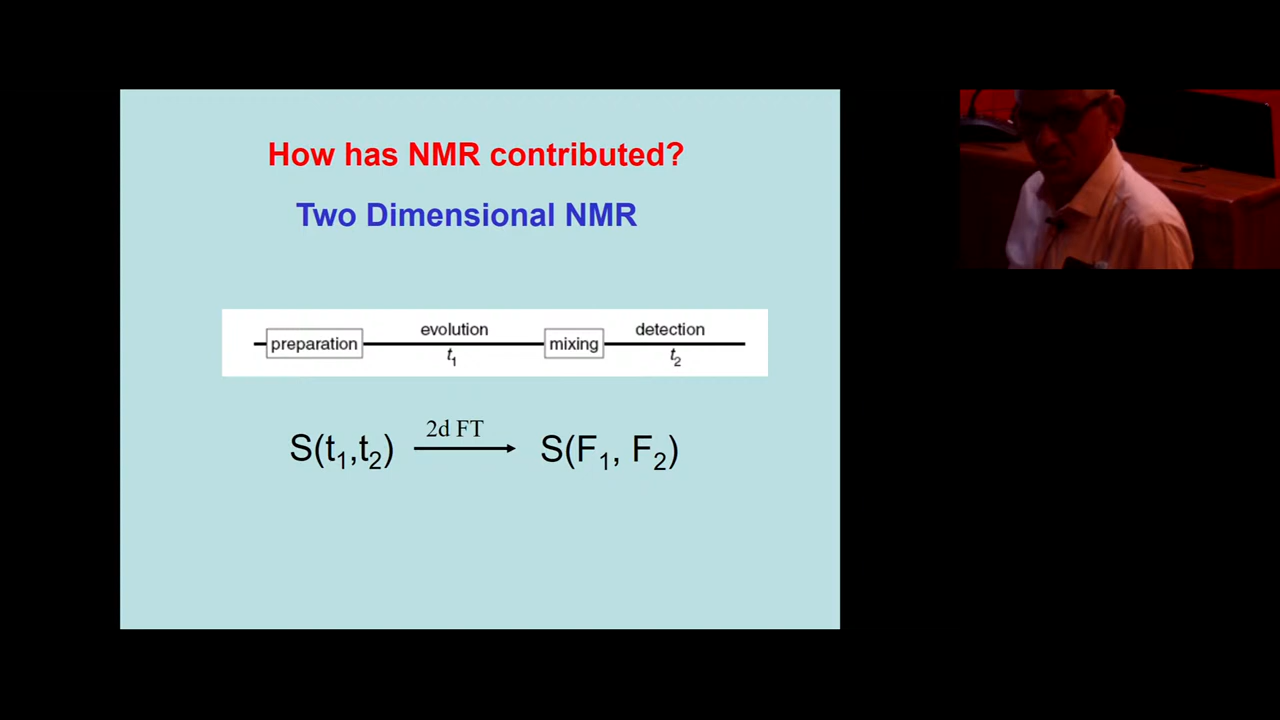 How has NMR contributed?
Two Dimensional NMR
preparation evolution t1 mixing detection t2
2d FT
S(t1,t2) S(F1, F2)